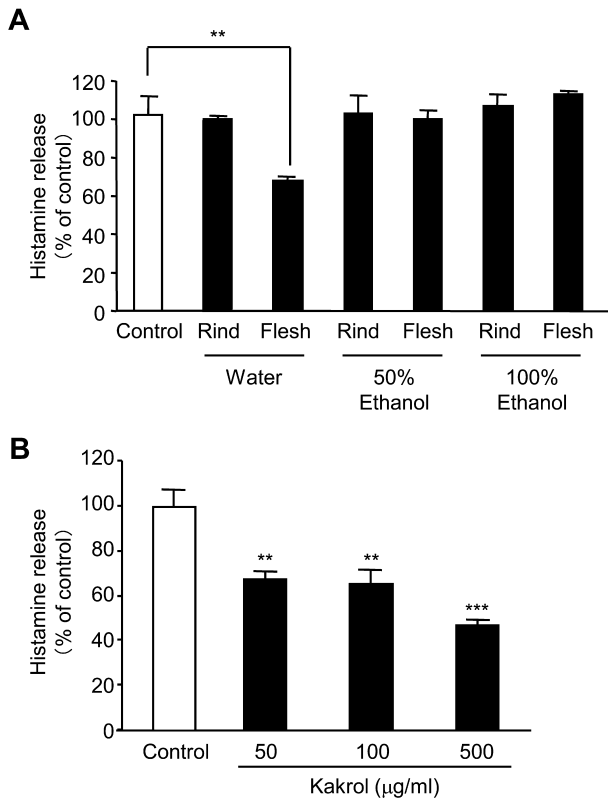 A
**
120
100
80
60
40
20
0
Histamine release
(% of control)
Control Rind Flesh Rind Flesh Rind Flesh
Water 50% Ethanol 100% Ethanol
B
120
100
80
60
40
20
0
Histamine release
(% of control)
** ** ***
Control 50 100 500
Kakrol (μg/ml)